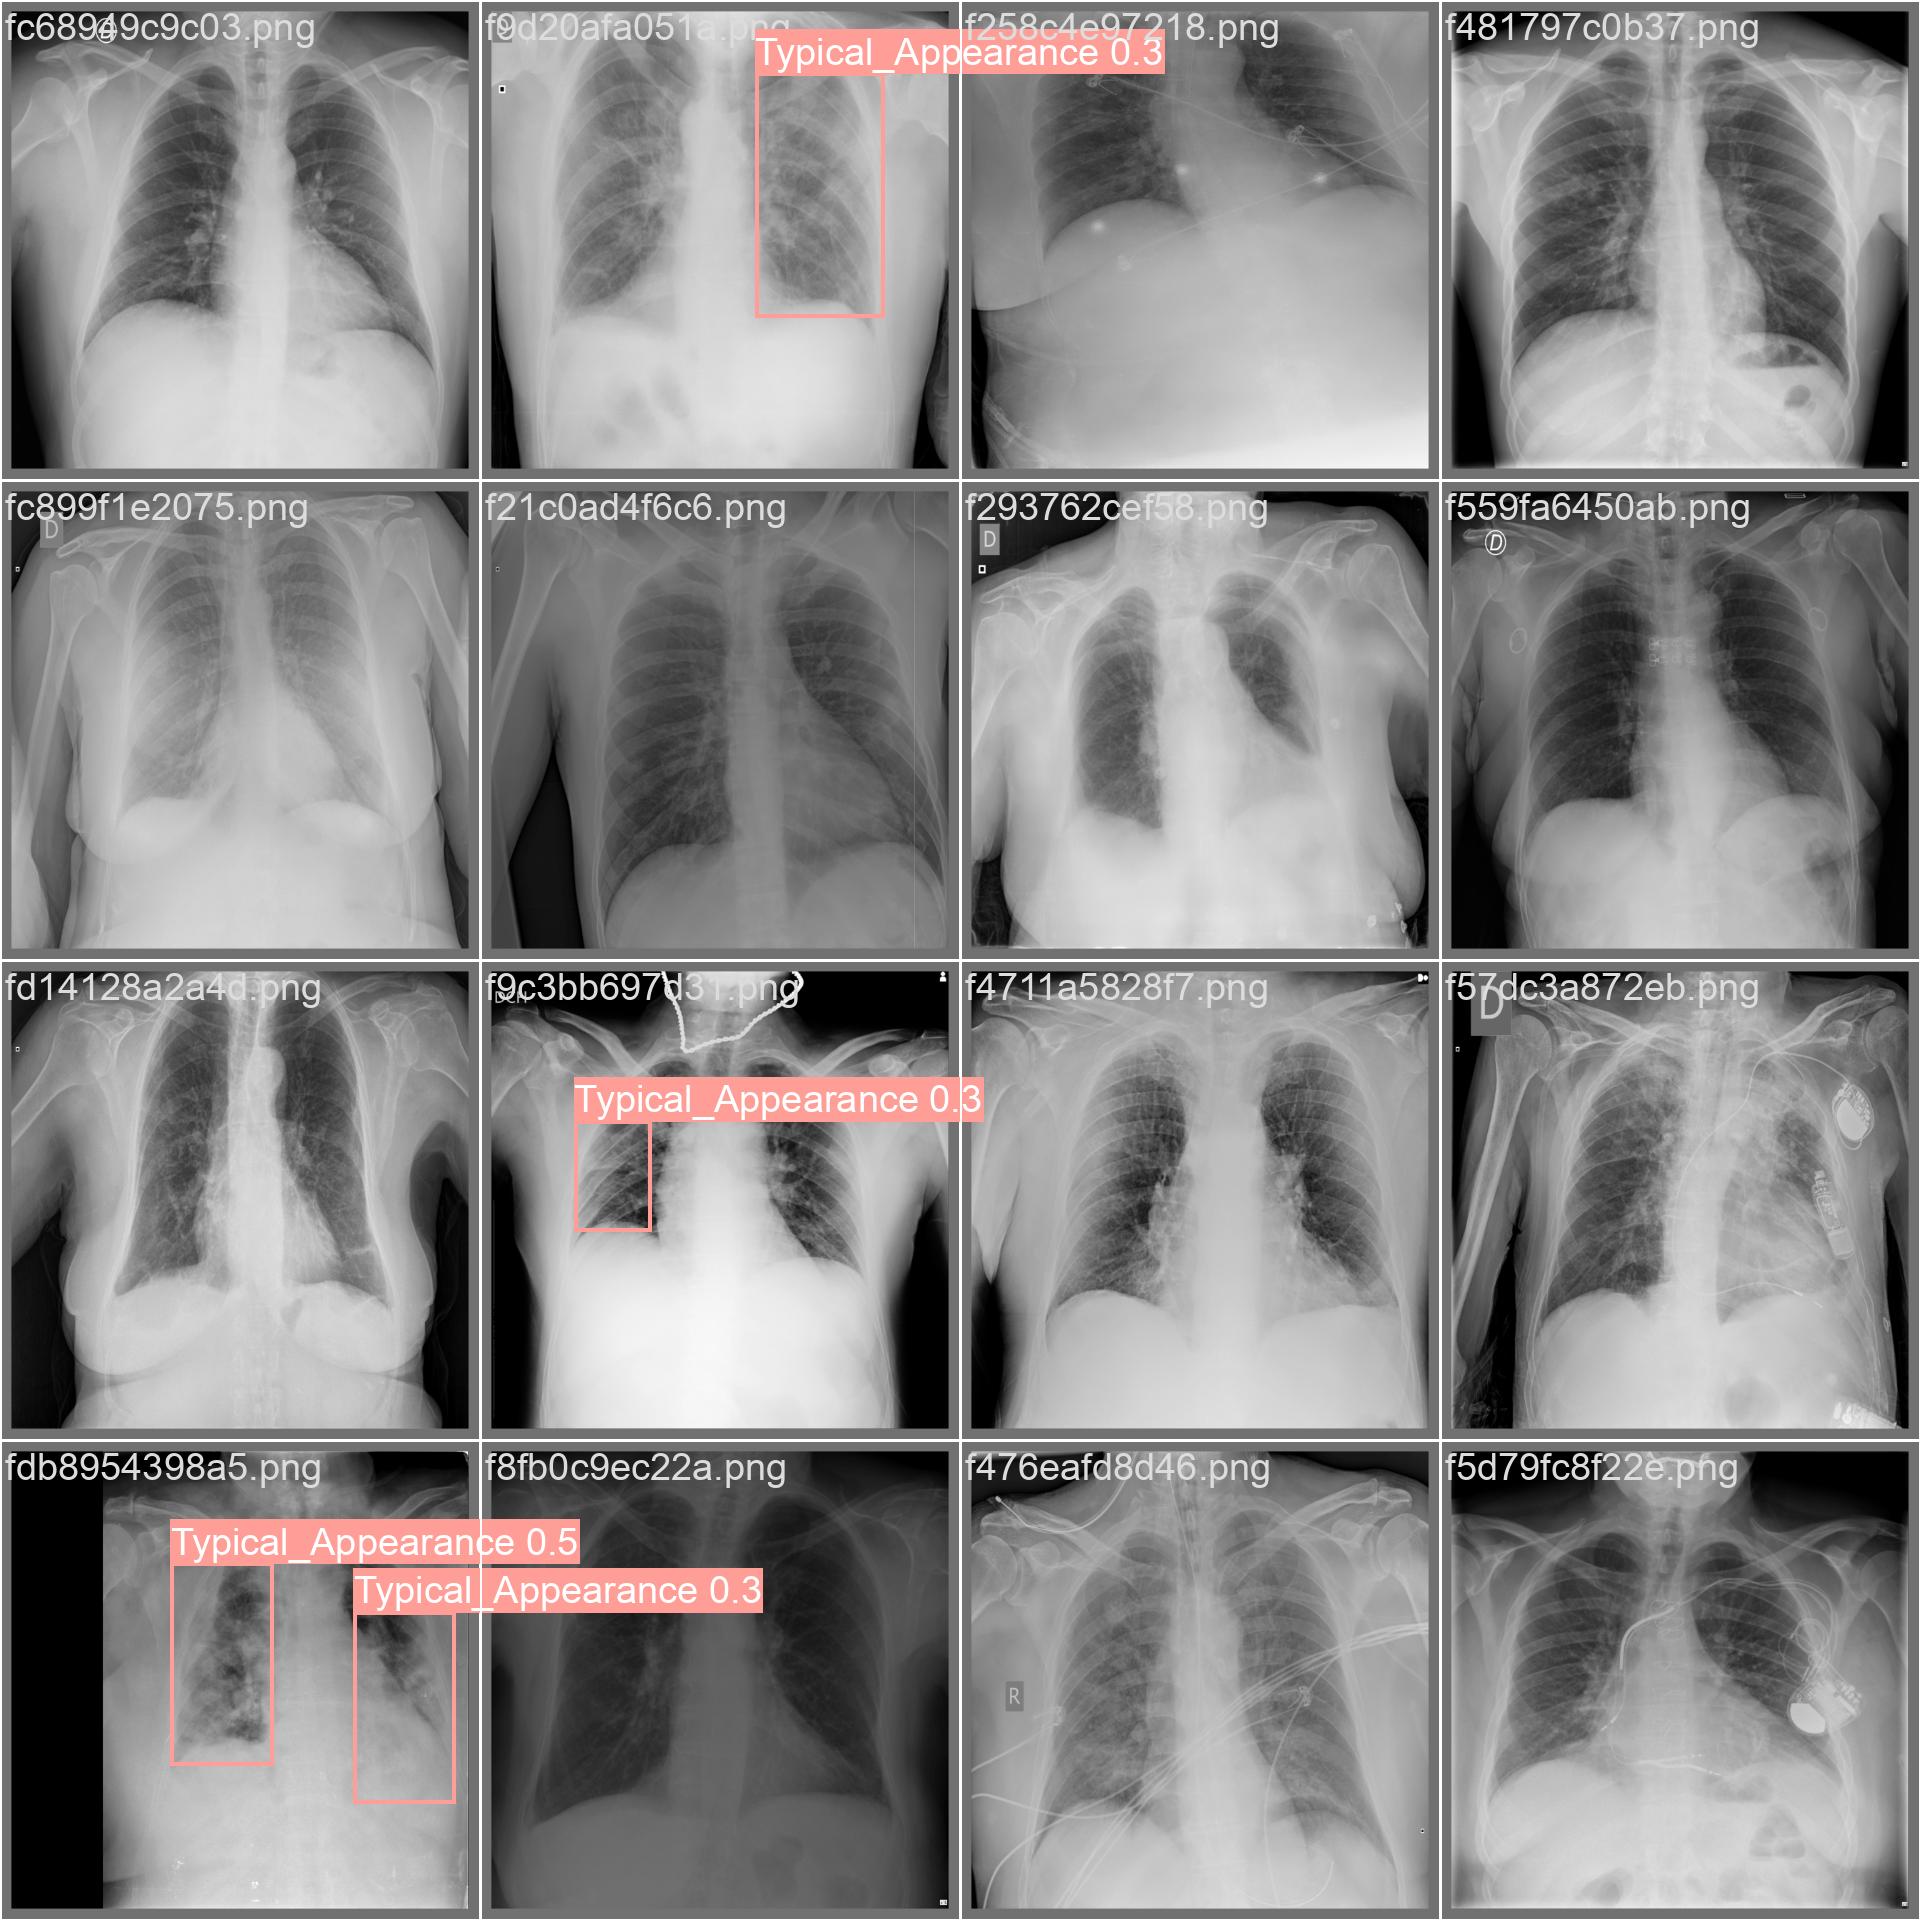 fc68949c9c03.png
f9d20afa051a.png
f258c4e97218.png
f481797c0b37.png
Typical_Appearance 0.3
fc899f1e2075.png
D
f21c0ad4f6c6.png
f293762cef58.png
D
f559fa6450ab.png
D
fd14128a2a4d.png
f9c3bb697d31.png
f4711a5828f7.png
f57dc3a872eb.png
D
Typical_Appearance 0.3
fdb8954398a5.png
f8fb0c9ec22a.png
f476eafd8d46.png
f5d79fc8f22e.png
Typical_Appearance 0.5
Typical_Appearance 0.3
R